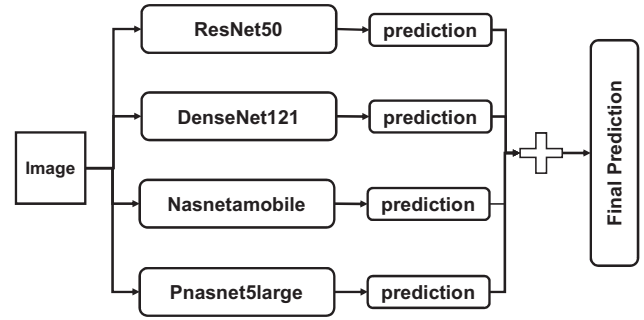 ResNet50
prediction
DenseNet121
prediction
Image
Nasnetamobile
prediction
Pnasnet5large
prediction
Final Prediction